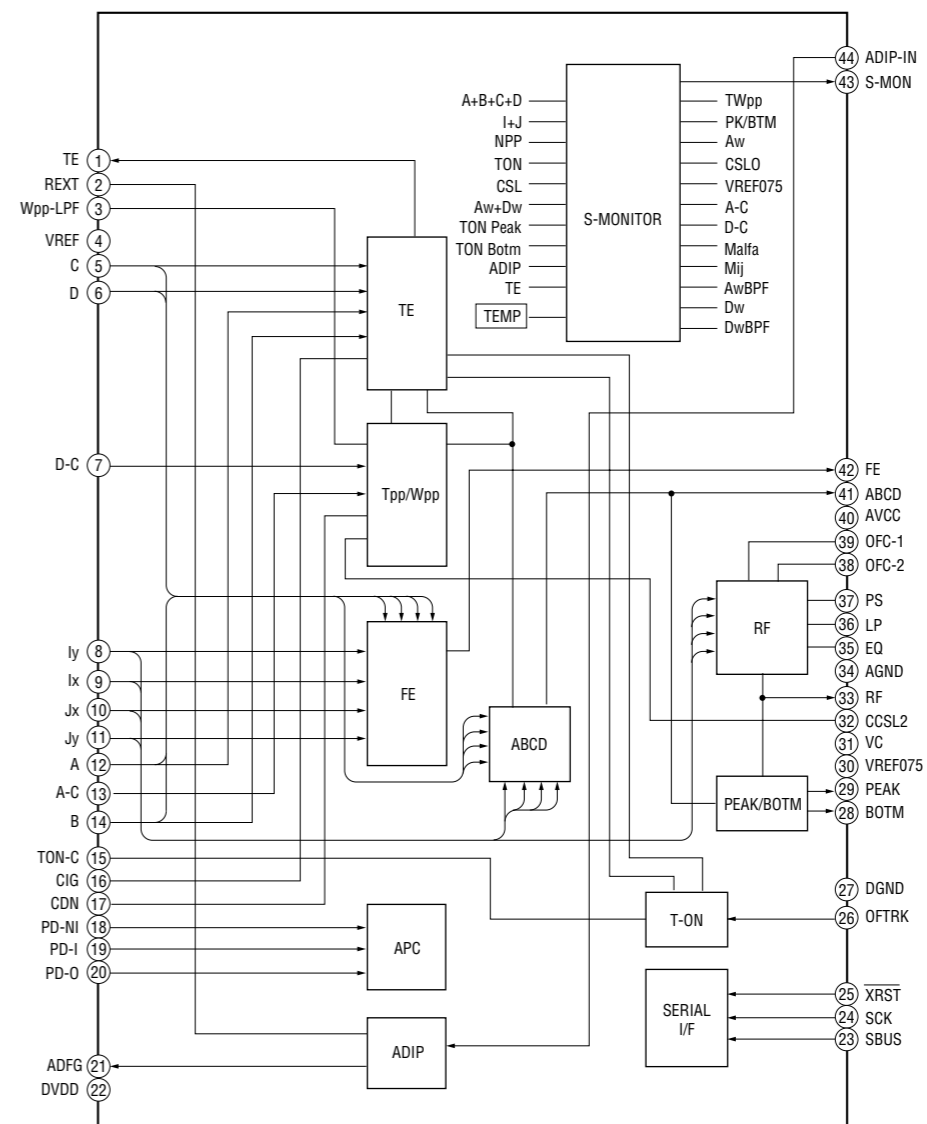 TE 1
REXT 2
Wpp-LPF 3
VREF 4
C 5
D 6
D-C 7
Iy 8
Ix 9
Jx 10
Jy 11
A 12
A-C 13
B 14
TON-C 15
CIG 16
CDN 17
PD-NI 18
PD-I 19
PD-O 20
ADFG 21
DVDD 22
TE
Tpp/Wpp
FE
ABCD
APC
ADIP
A+B+C+D
I+J
NPP
TON
CSL
Aw+Dw
TON Peak
TON Botm
ADIP
TE
TEMP
S-MONITOR
TWpp
PK/BTM
Aw
CSLO
VREF075
A-C
D-C
Malfa
Mij
AwBPF
Dw
DwBPF
RF
PEAK/BOTM
T-ON
SERIAL
I/F
44 ADIP-IN
43 S-MON
42 FE
41 ABCD
40 AVCC
39 OFC-1
38 OFC-2
37 PS
36 LP
35 EQ
34 AGND
33 RF
32 CCSL2
31 VC
30 VREF075
29 PEAK
28 BOTM
27 DGND
26 OFTRK
25 XRST
24 SCK
23 SBUS